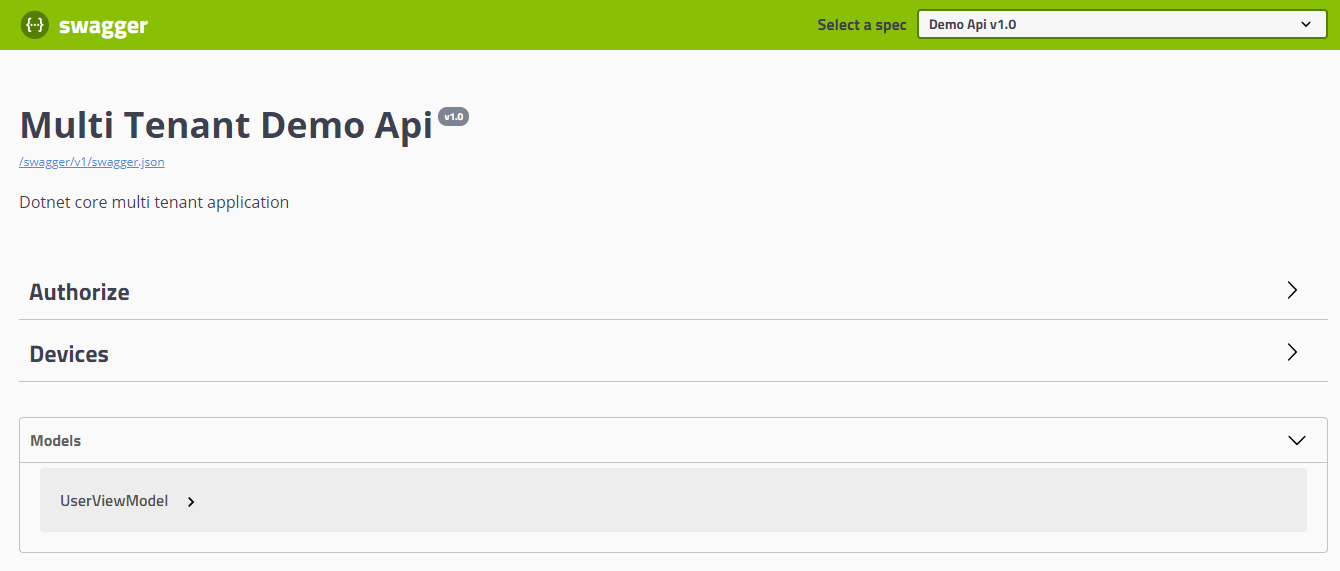 {...} swagger
Select a spec
Demo Api v1.0
Multi Tenant Demo Api v1.0
/swagger/v1/swagger.json
Dotnet core multi tenant application
Authorize
Devices
Models
UserViewModel